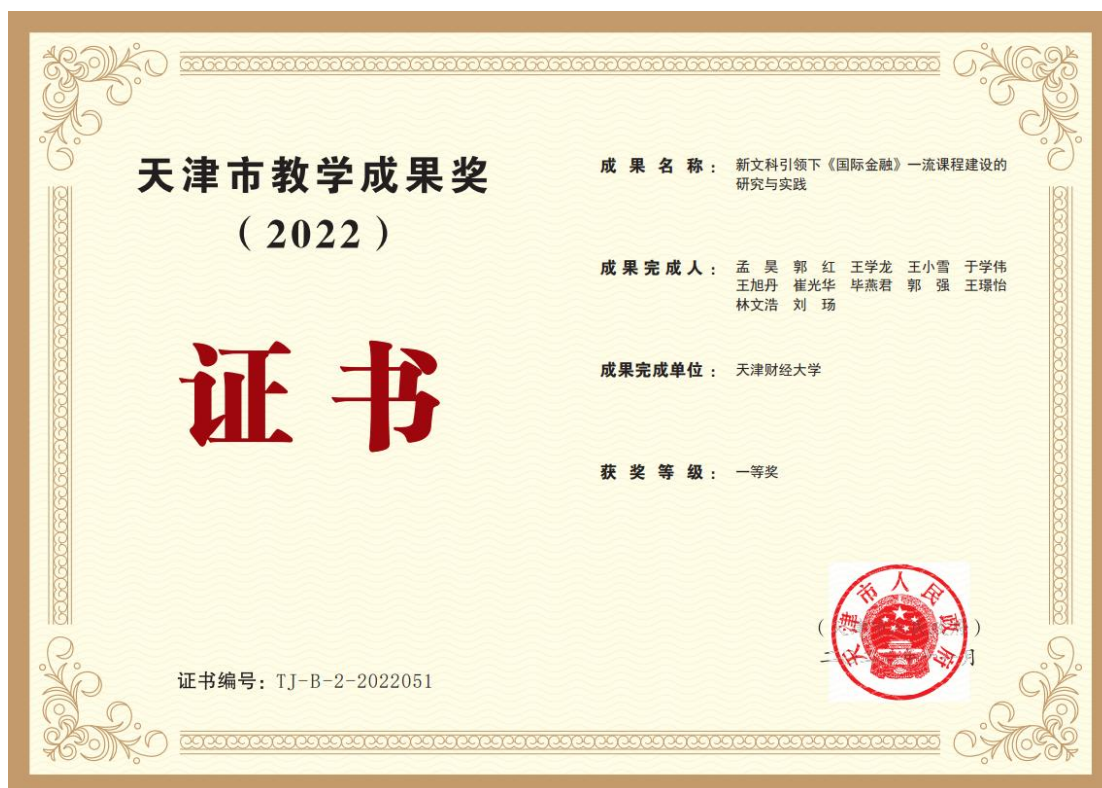 天津市教学成果奖
（2022）
证书
证书编号：TJ-B-2-2022051
成果名称：新文科引领下《国际金融》一流课程建设的
研究与实践
成果完成人：孟 昊 郭 红 王学龙 王小雪 于学伟
王旭丹 崔光华 毕燕君 郭 强 王璟怡
林文浩 刘 玚
成果完成单位：天津财经大学
获奖等级：一等奖
天津市人民政府
（ ）
二 月